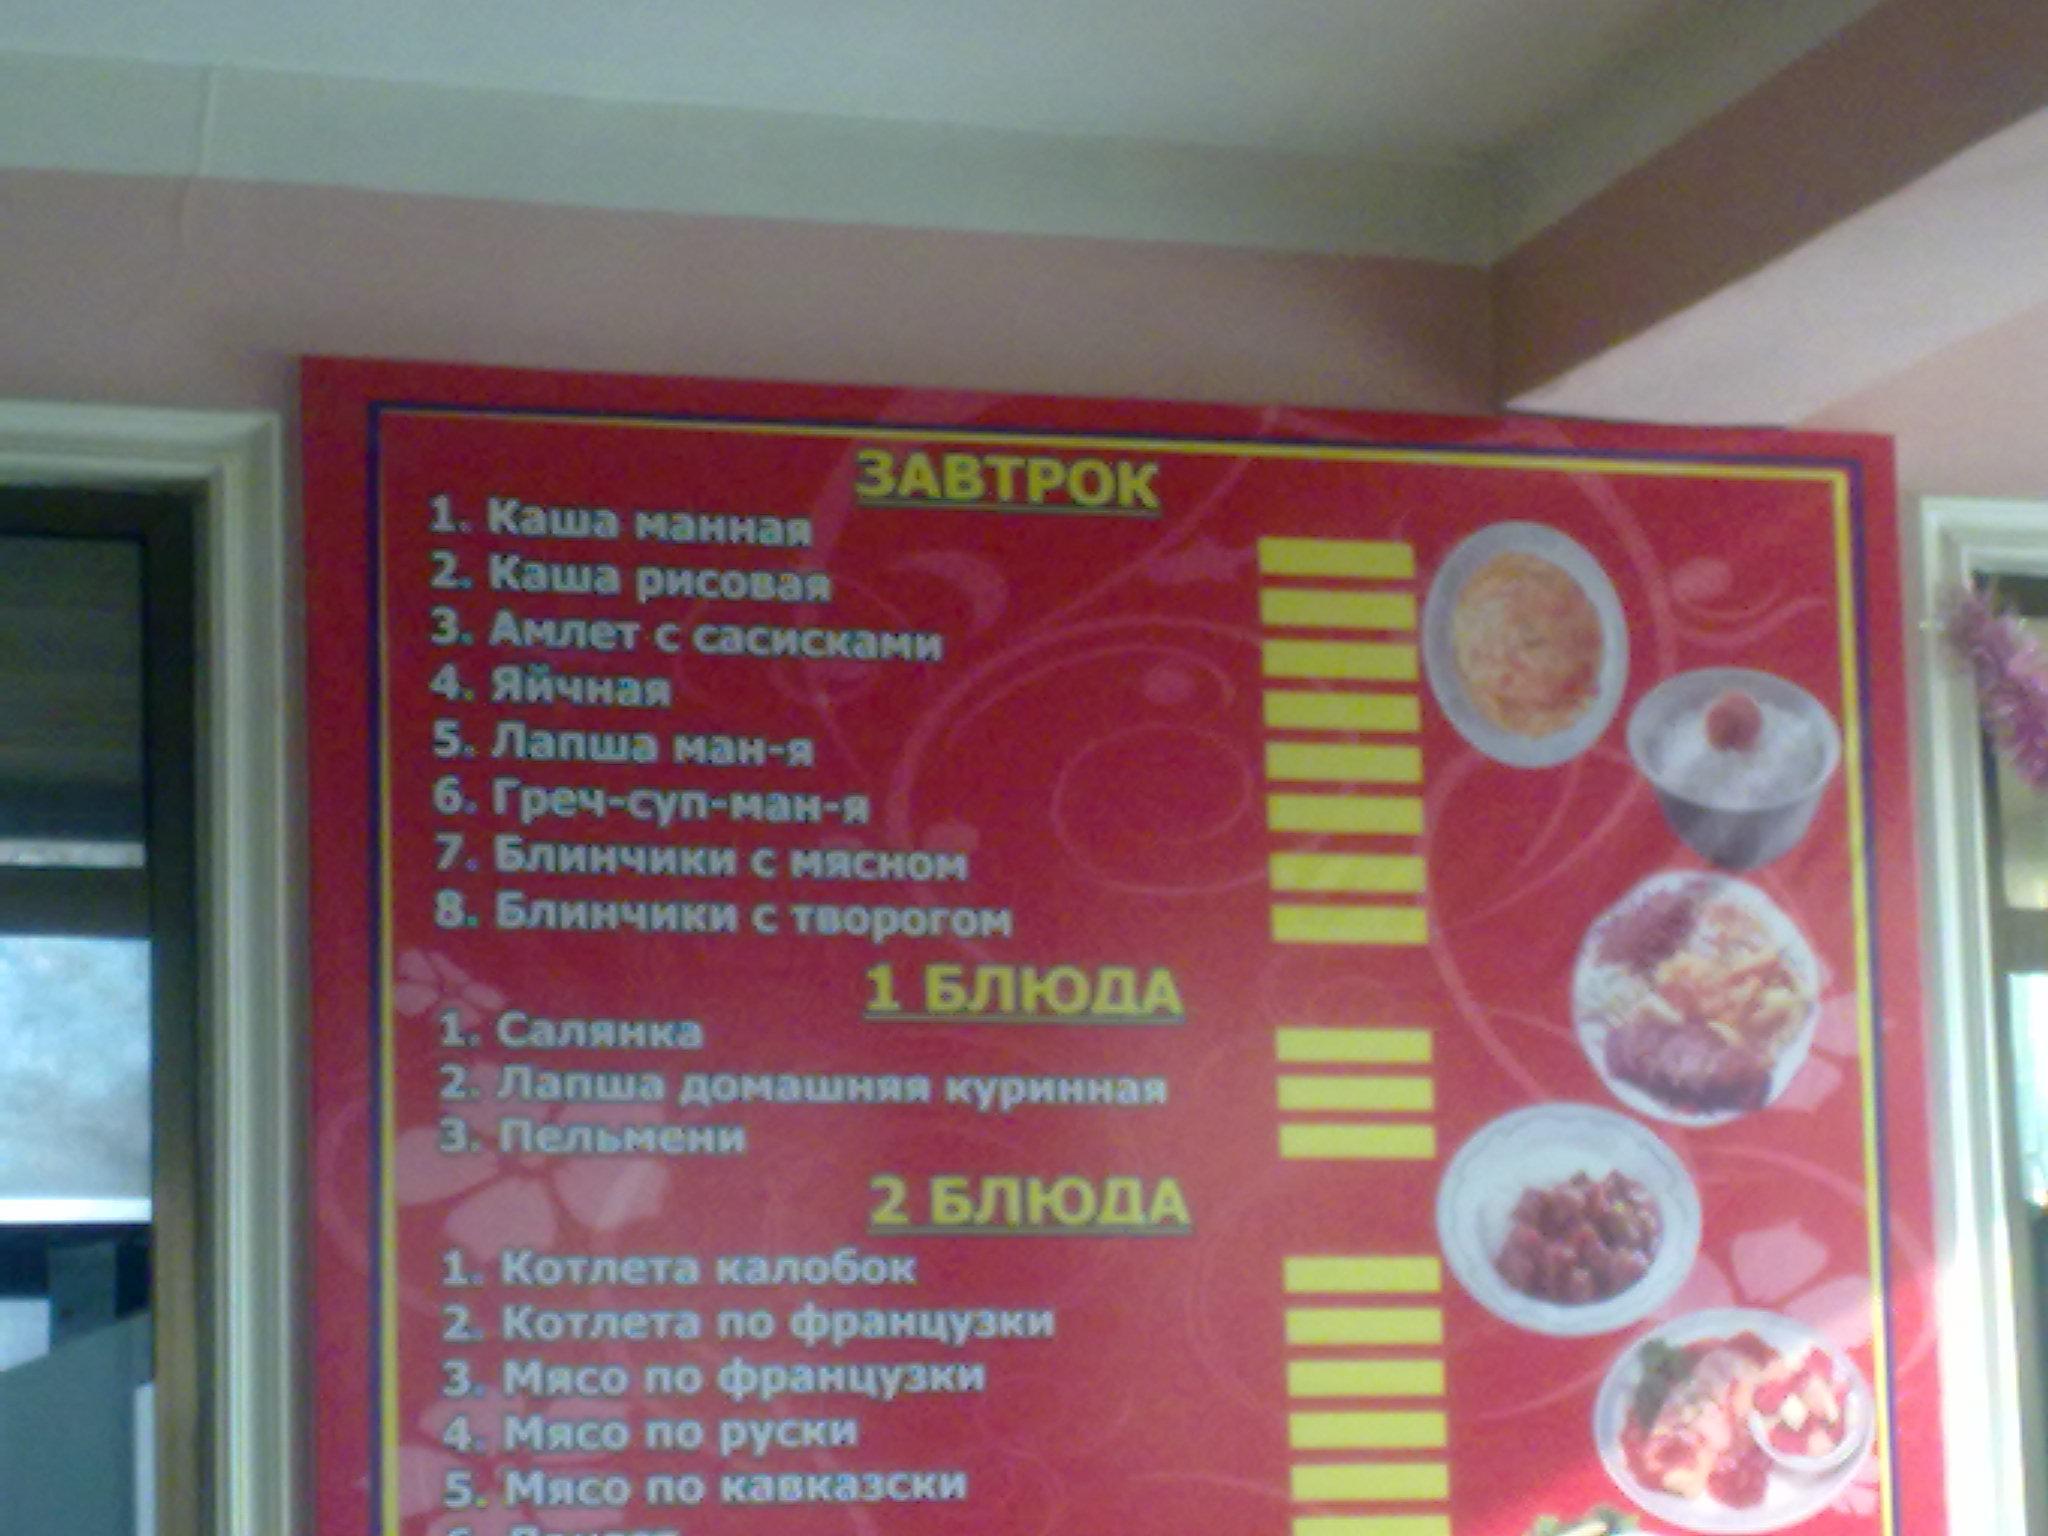 ЗАВТРОК
1. Каша манная
2. Каша рисовая
3. Амлет с сасисками
4. Яйчная
5. Лапша ман-я
6. Греч-суп-ман-я
7. Блинчики с мясном
8. Блинчики с творогом
1 БЛЮДА
1. Салянка
2. Лапша домашняя куринная
3. Пельмени
2 БЛЮДА
1. Котлета калобок
2. Котлета по французки
3. Мясо по французки
4. Мясо по руски
5. Мясо по кавказски